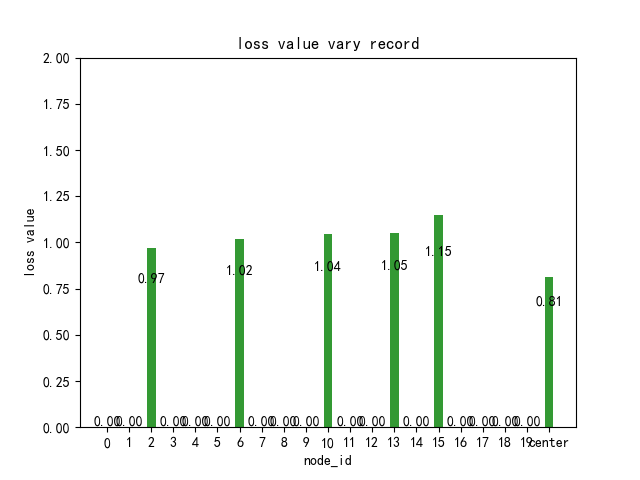 loss value vary record
2.00
1.75
1.50
1.25
1.00
0.75
0.50
0.25
0.00
loss value
0.00 0.00 0.97 0.00 0.00 0.00 1.02 0.00 0.00 0.00 1.04 0.00 0.00 1.05 0.00 1.15 0.00 0.00 0.00 0.00 0.81
0 1 2 3 4 5 6 7 8 9 10 11 12 13 14 15 16 17 18 19 center
node_id